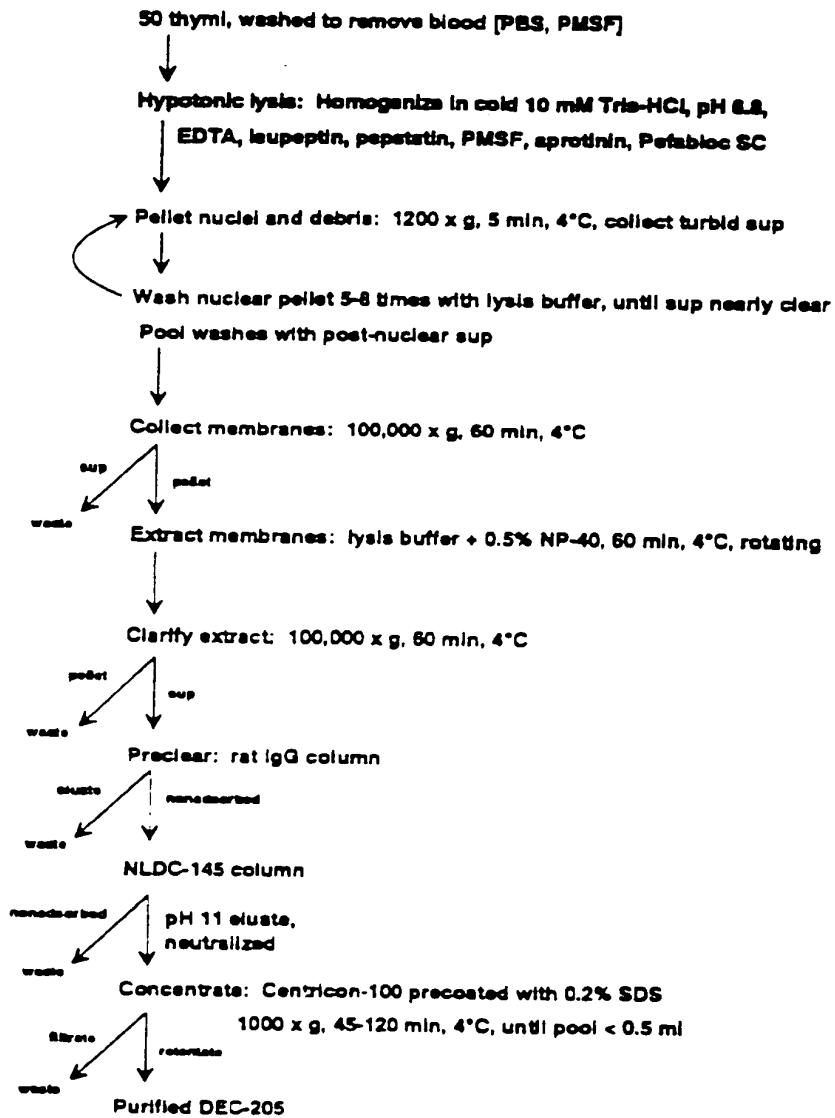 50 thymi, washed to remove blood [PBS, PMSF]
Hypotonic lysis: Homogenize in cold 10 mM Tris-HCl, pH 6.8,
EDTA, leupeptin, pepstatin, PMSF, aprotinin, Pefabloc SC
Pellet nuclei and debris: 1200 x g, 5 min, 4°C, collect turbid sup
Wash nuclear pellet 5-8 times with lysis buffer, until sup nearly clear
Pool washes with post-nuclear sup
Collect membranes: 100,000 x g, 60 min, 4°C
sup
pellet
waste
Extract membranes: lysis buffer + 0.5% NP-40, 60 min, 4°C, rotating
Clarify extract: 100,000 x g, 60 min, 4°C
pellet
sup
waste
Preclear: rat IgG column
eluate
nonadsorbed
waste
NLDC-145 column
nonadsorbed
pH 11 eluate,
neutralized
waste
Concentrate: Centricon-100 precoated with 0.2% SDS
1000 x g, 45-120 min, 4°C, until pool < 0.5 ml
filtrate
retentate
waste
Purified DEC-205